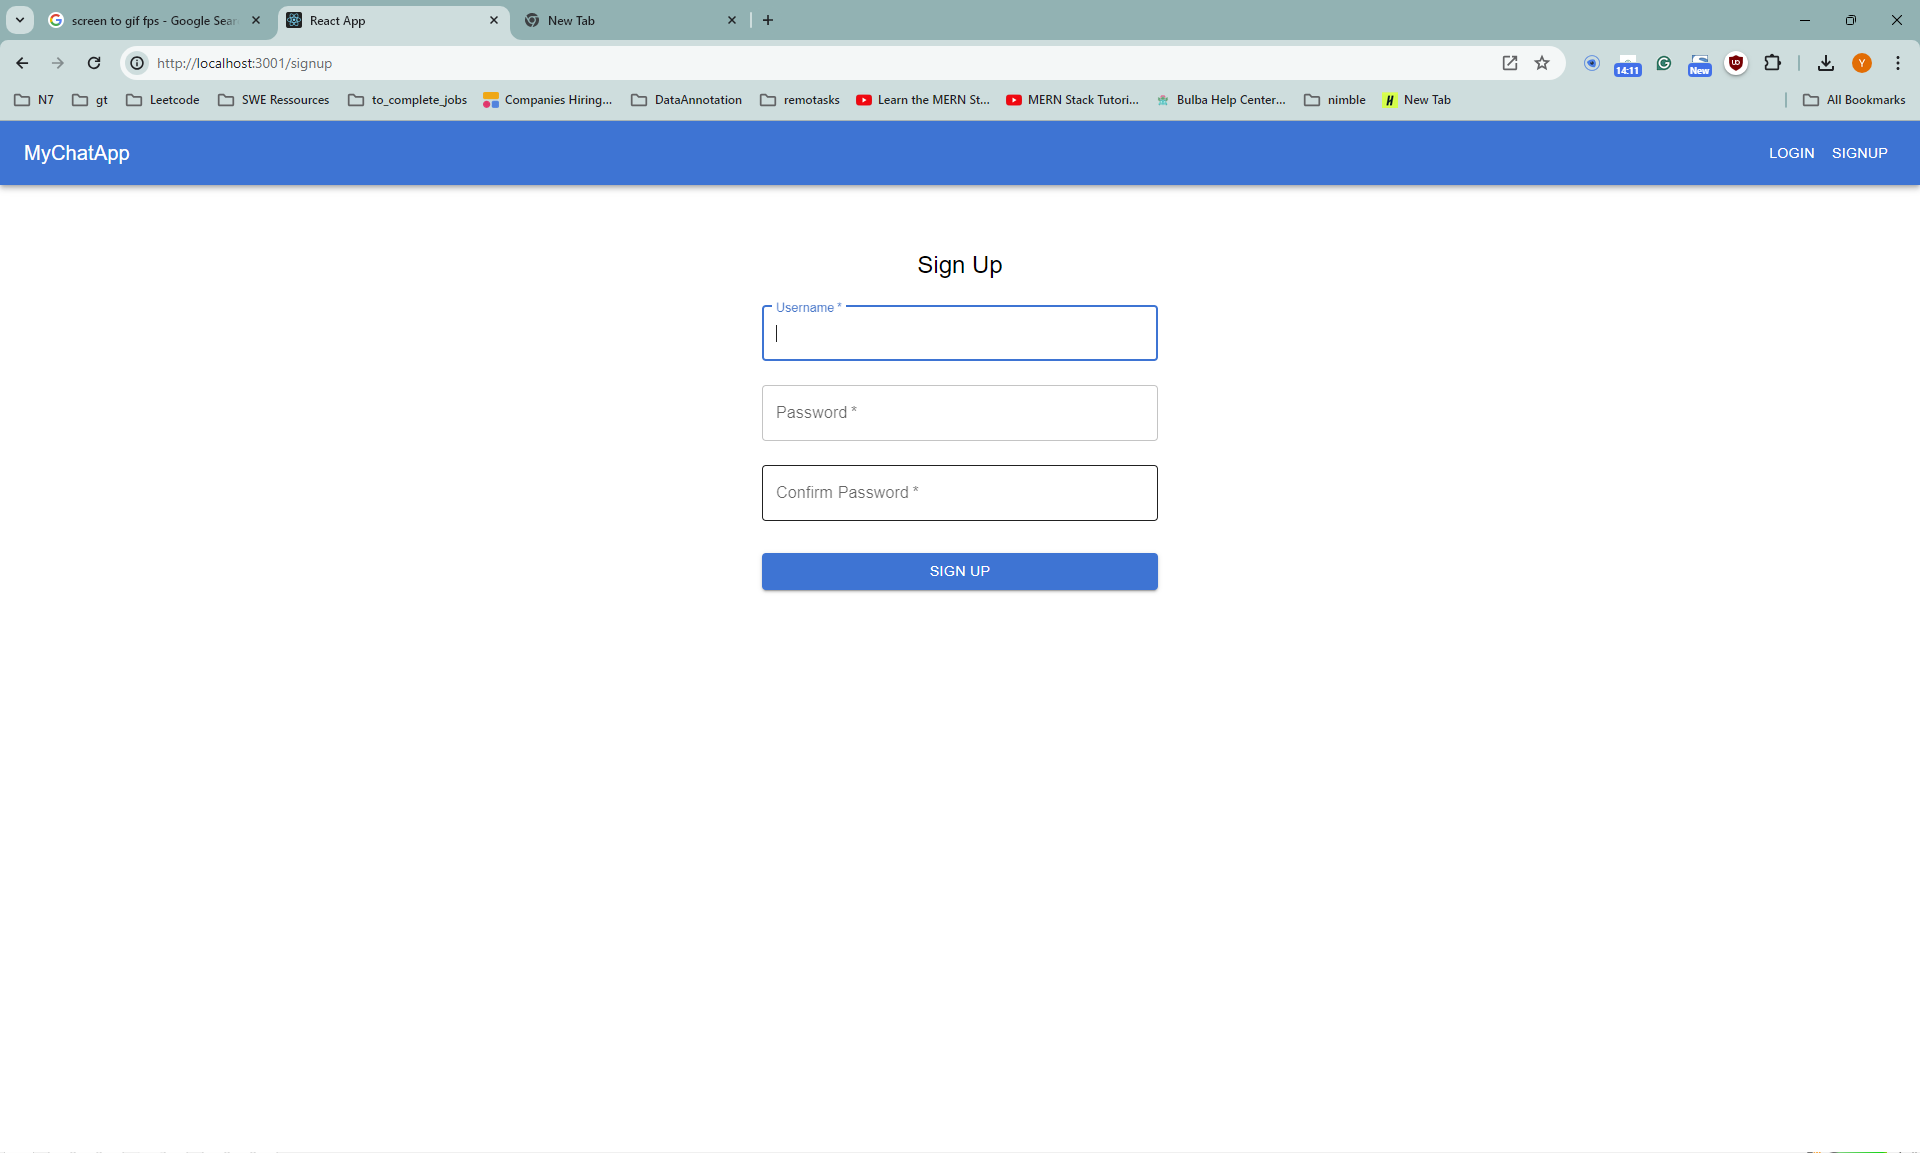 screen to gif fps - Google Sear
React App
New Tab
http://localhost:3001/signup
14:11
New
Y
N7
gt
Leetcode
SWE Ressources
to_complete_jobs
Companies Hiring...
DataAnnotation
remotasks
Learn the MERN St...
MERN Stack Tutori...
Bulba Help Center...
nimble
New Tab
All Bookmarks
MyChatApp
LOGIN
SIGNUP
Sign Up
Username *
Password *
Confirm Password *
SIGN UP